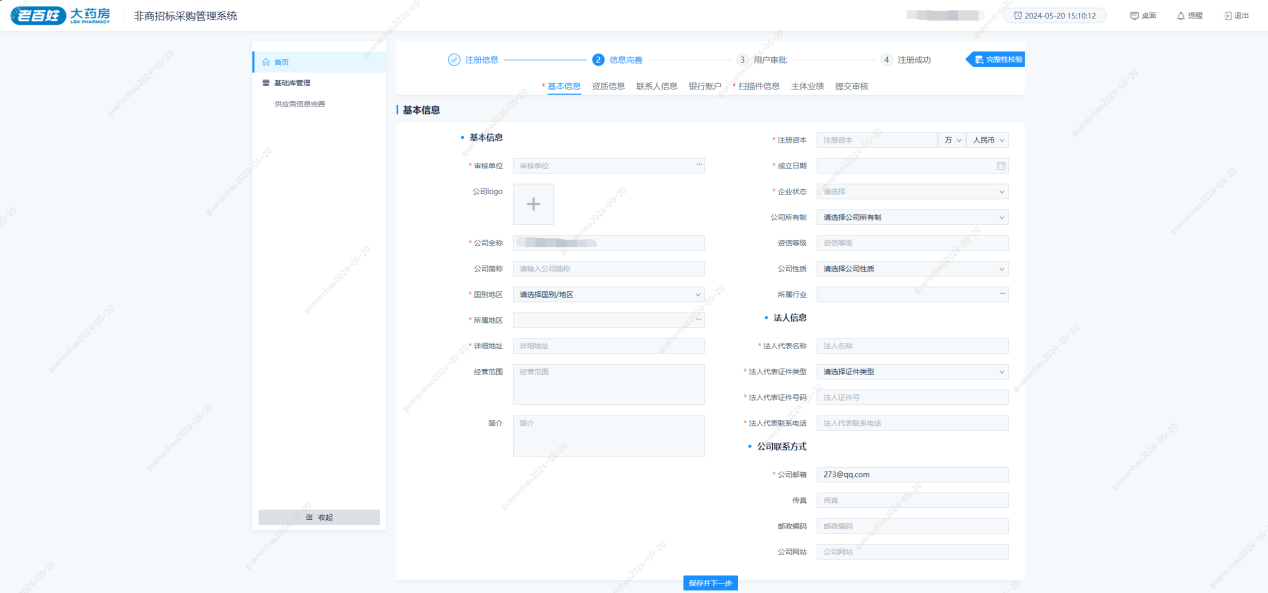 老百姓 大药房
LBX PHARMACY
非商招标采购管理系统
2024-05-20 15:10:12
桌面
提醒
退出
首页
基础库管理
供应商信息完善
收起
注册信息
2 信息完善
3 用户审批
4 注册成功
完整性校验
* 基本信息 资质信息 联系人信息 银行账户 * 扫描件信息 主体业绩 提交审核
基本信息
基本信息
* 审核单位 审核单位 ...
公司logo
* 公司全称
公司简称 请输入公司简称
* 国别地区 请选择国别/地区
* 所属地区 ...
* 详细地址 详细地址
经营范围 经营范围
简介 简介
* 注册资本 注册资本 万 人民币
* 成立日期
* 企业状态 请选择
公司所有制 请选择公司所有制
资信等级 资信等级
公司性质 请选择公司性质
所属行业 ...
法人信息
* 法人代表名称 法人名称
* 法人代表证件类型 请选择证件类型
* 法人代表证件号码 法人证件号
* 法人代表联系电话 法人代表联系电话
公司联系方式
* 公司邮箱 273@qq.com
传真 传真
邮政编码 邮政编码
公司网站 公司网站
保存并下一步